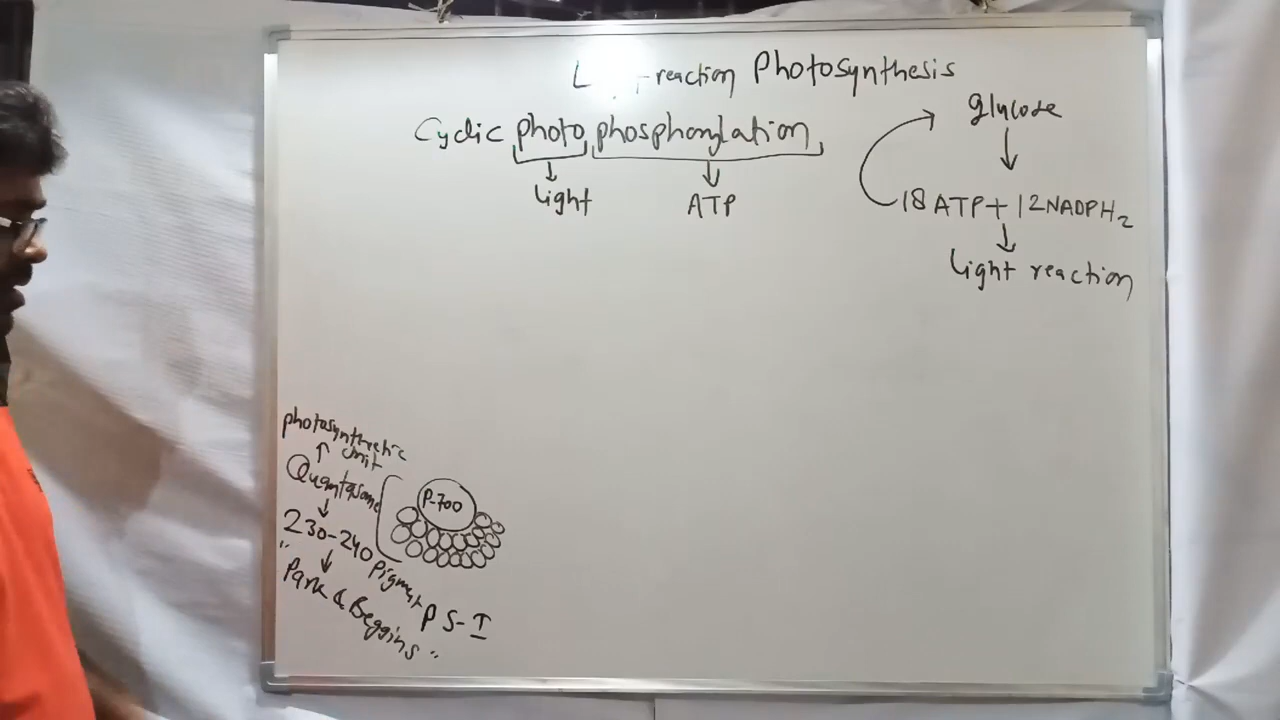 reaction Photosynthesis
Cyclic photo phosphorylation
light
ATP
glucose
18 ATP + 12 NADPH2
light reaction
photosynthetic
unit
Quantasome
230-240 Pigment
"Park & Beggins"
P-700
PS-I